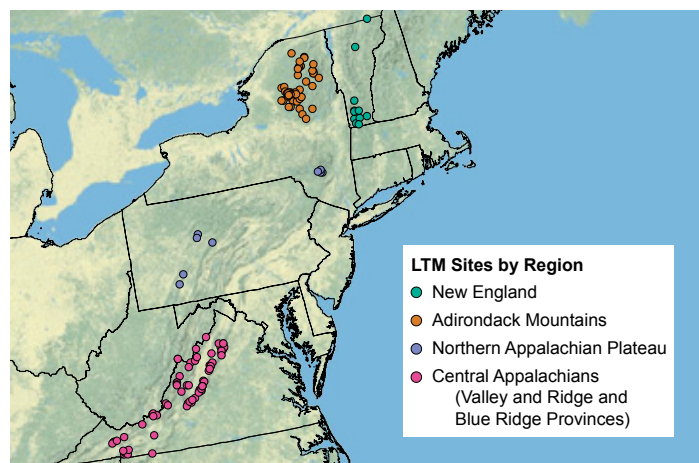 LTM Sites by Region
New England
Adirondack Mountains
Northern Appalachian Plateau
Central Appalachians
(Valley and Ridge and
Blue Ridge Provinces)